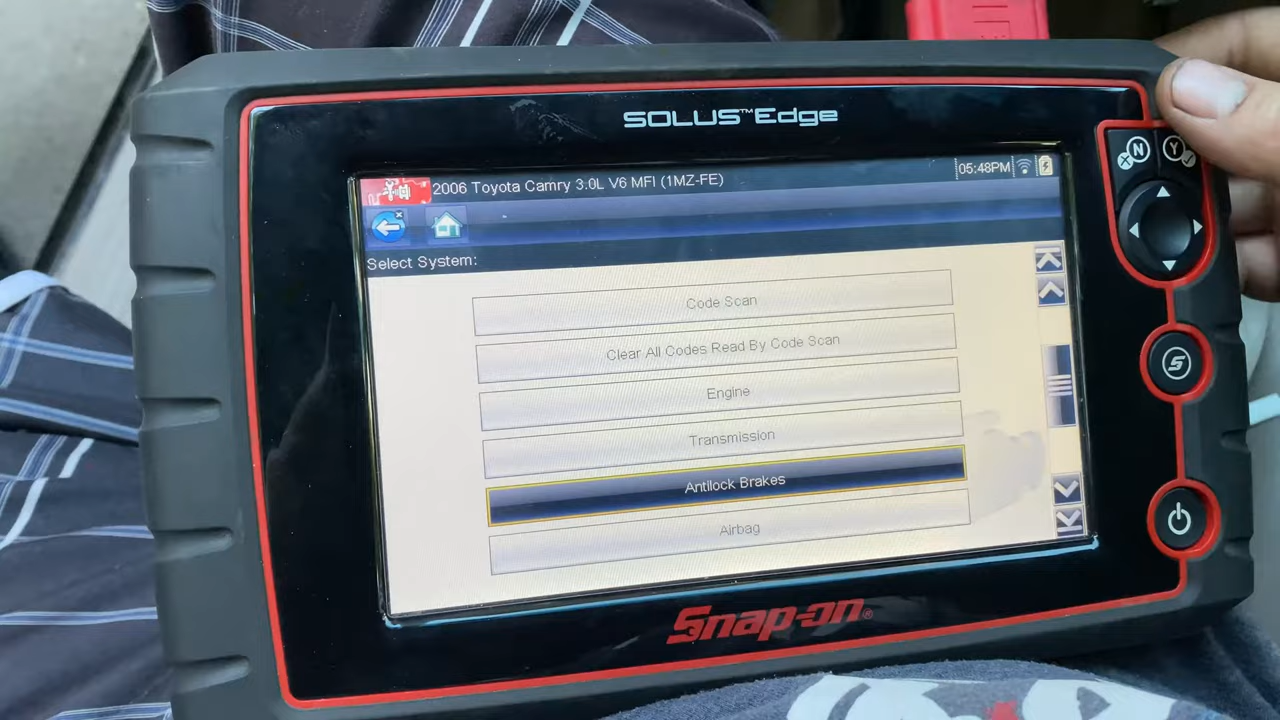 SOLUS™Edge
N
X
Y
2006 Toyota Camry 3.0L V6 MFI (1MZ-FE)
05:48PM
Select System:
Code Scan
Clear All Codes Read By Code Scan
Engine
Transmission
Antilock Brakes
Airbag
S
Snap-on®